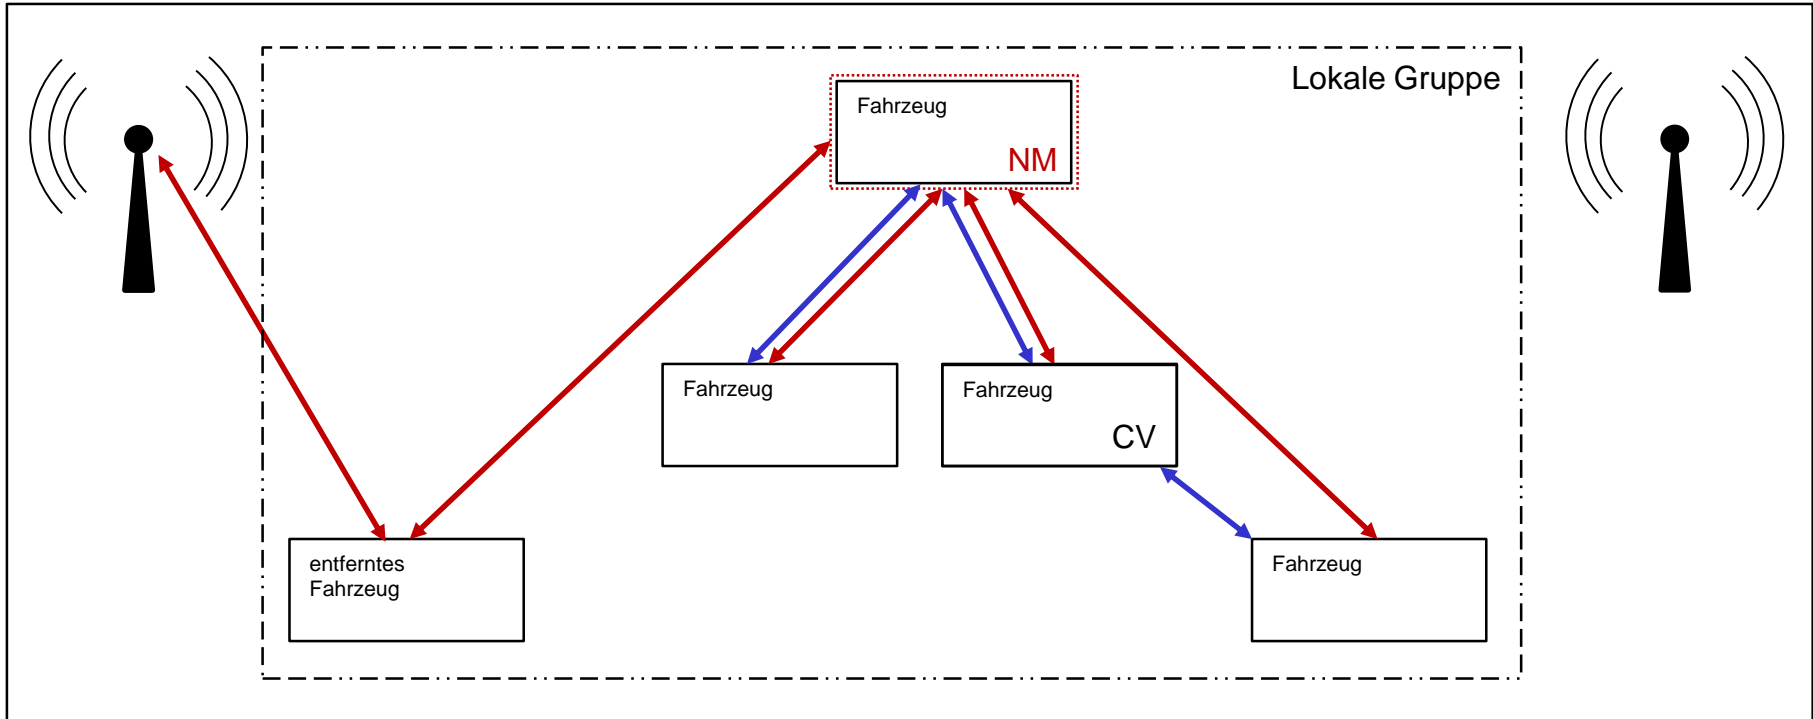 Lokale Gruppe
Fahrzeug
NM
Fahrzeug
Fahrzeug
CV
entferntes
Fahrzeug
Fahrzeug